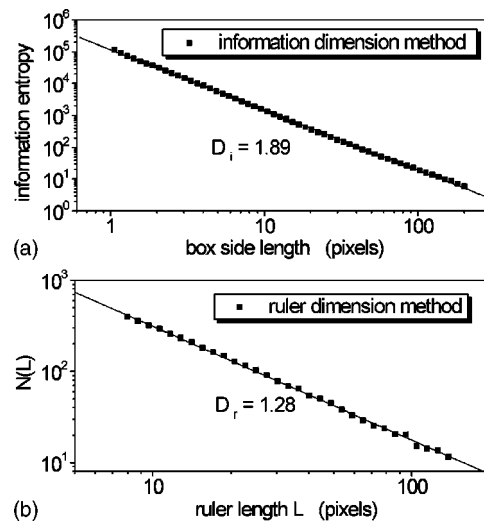 10^6
10^5
10^4
10^3
10^2
10^1
10^0
information entropy
■ information dimension method
D_i = 1.89
1 10 100
(a) box side length (pixels)
10^3
10^2
10^1
N(L)
■ ruler dimension method
D_r = 1.28
10 100
(b) ruler length L (pixels)